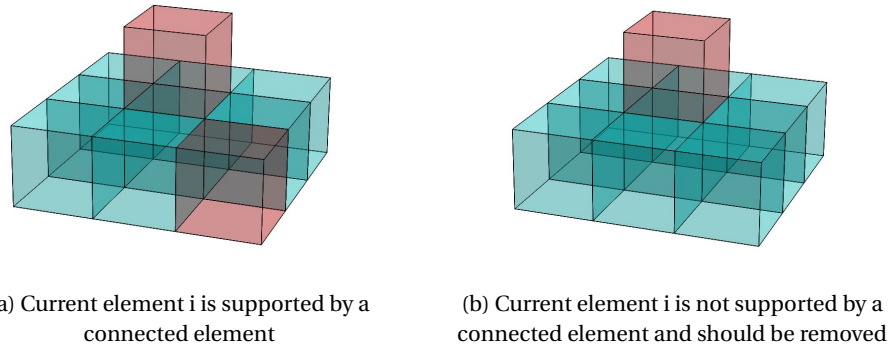 a) Current element i is supported by a
connected element
(b) Current element i is not supported by a
connected element and should be removed